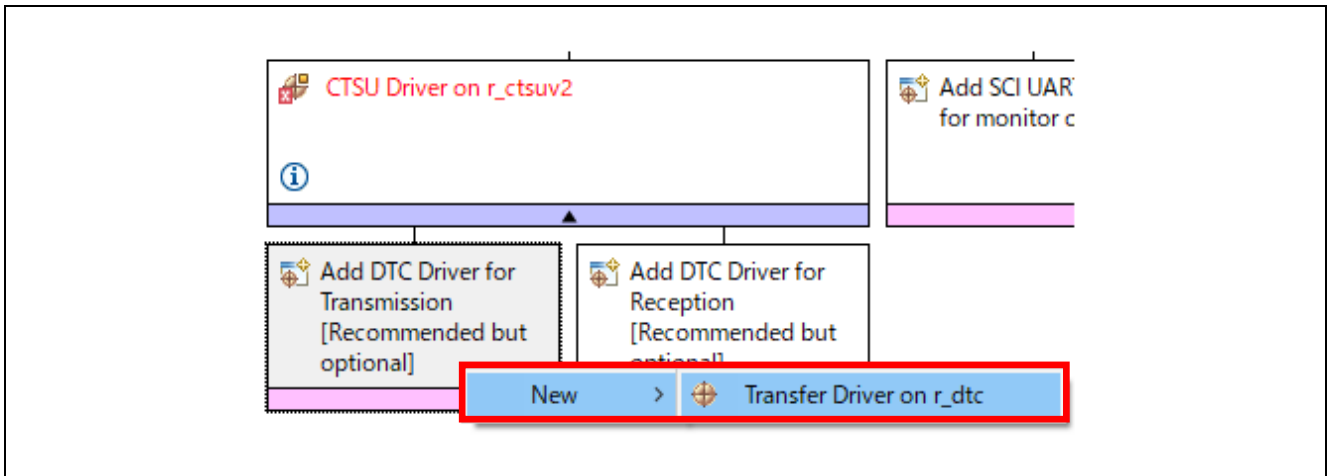 CTSU Driver on r_ctsuv2
Add SCI UAR
for monitor c
Add DTC Driver for
Transmission
[Recommended but
optional]
Add DTC Driver for
Reception
[Recommended but
optional]
New > Transfer Driver on r_dtc